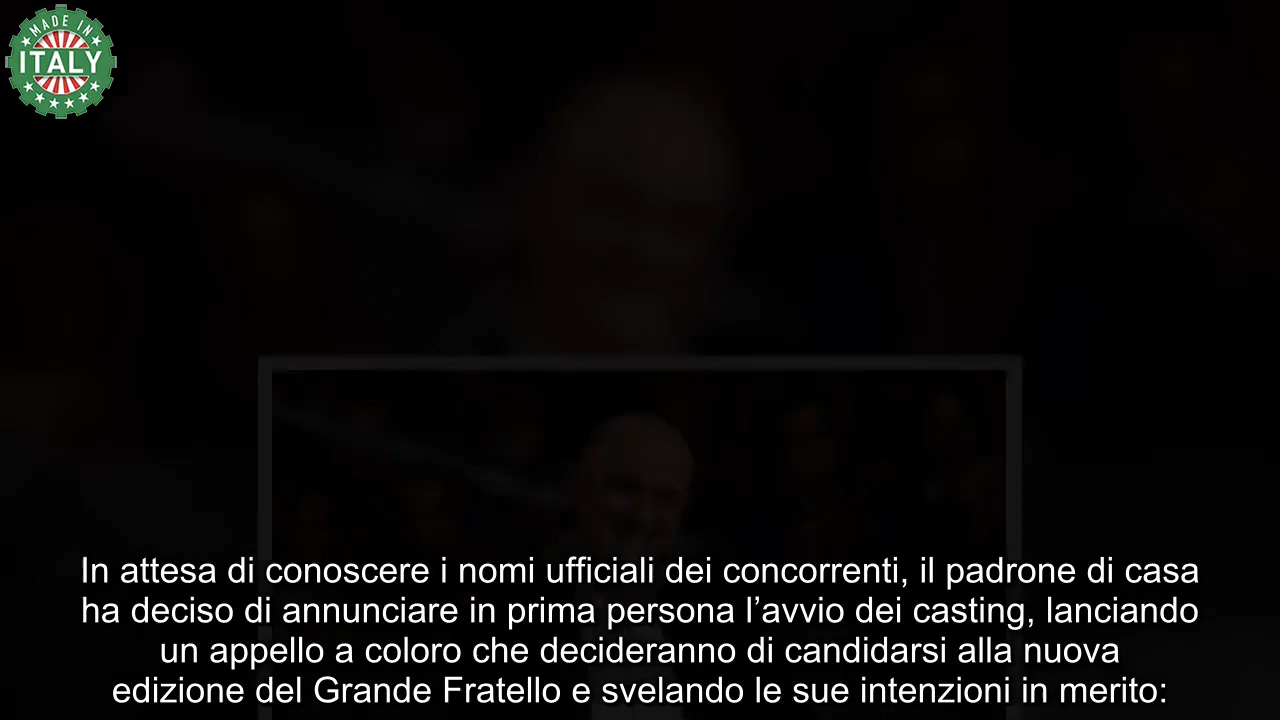 MADE IN
ITALY
In attesa di conoscere i nomi ufficiali dei concorrenti, il padrone di casa
ha deciso di annunciare in prima persona l’avvio dei casting, lanciando
un appello a coloro che decideranno di candidarsi alla nuova
edizione del Grande Fratello e svelando le sue intenzioni in merito: